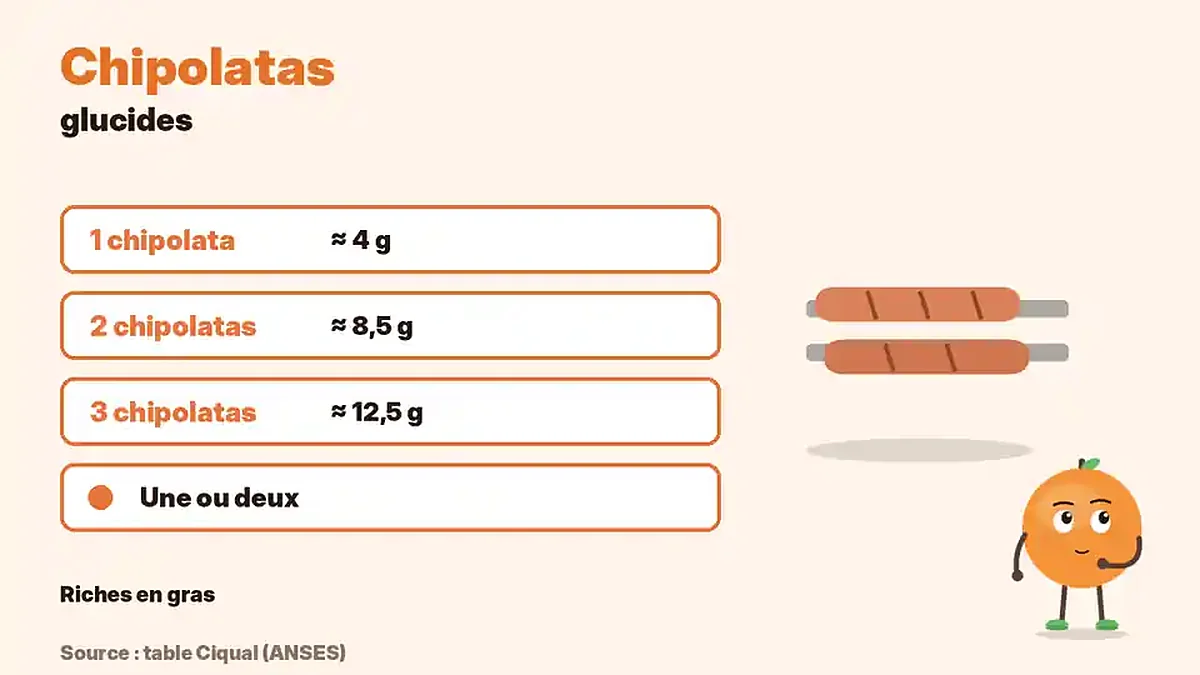 Chipolatas
glucides
1 chipolata ≈ 4 g
2 chipolatas ≈ 8,5 g
3 chipolatas ≈ 12,5 g
Une ou deux
Riches en gras
Source : table Ciqual (ANSES)